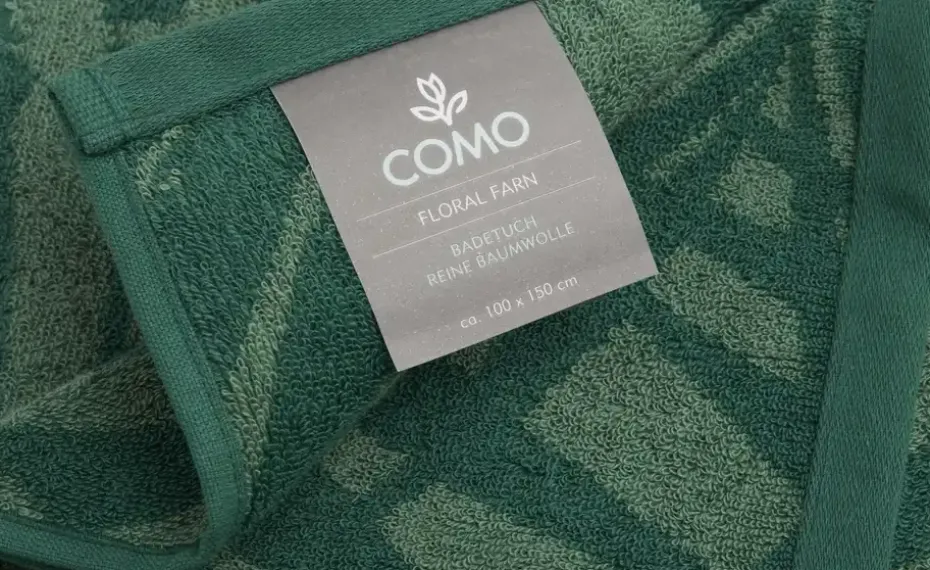 COMO
FLORAL FARN
BADETUCH
REINE BAUMWOLLE
ca. 100 x 150 cm